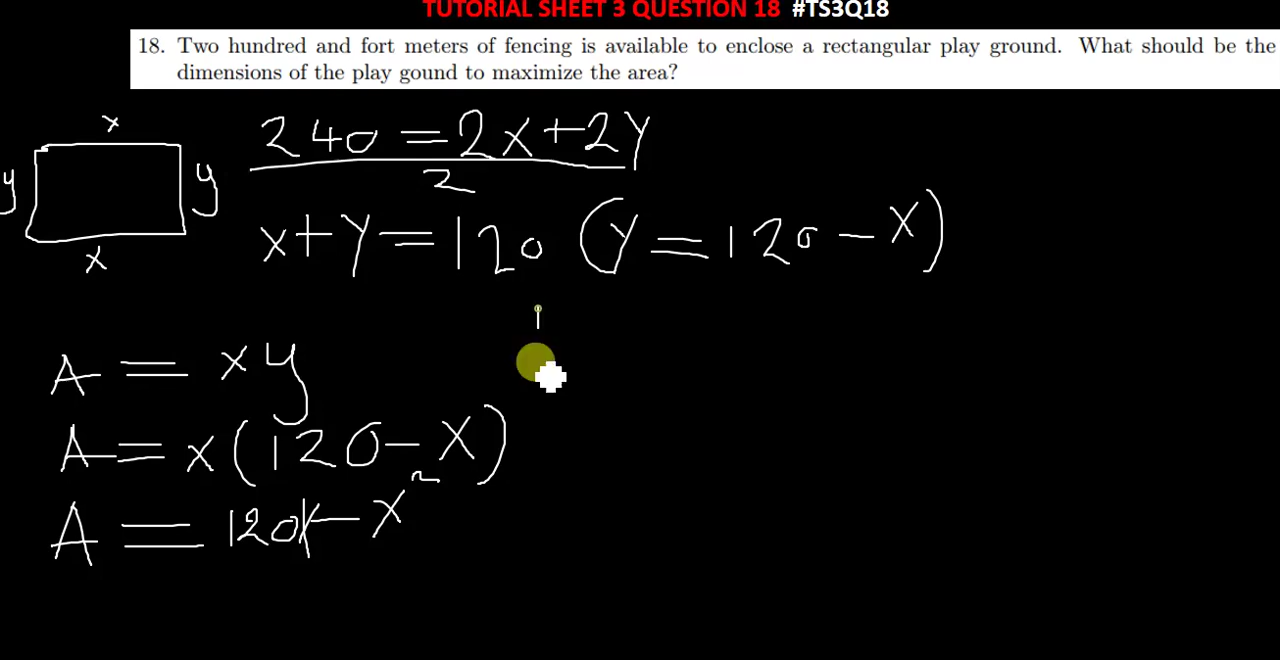 TUTORIAL SHEET 3 QUESTION 18 #TS3Q18
18. Two hundred and fort meters of fencing is available to enclose a rectangular play ground. What should be the
dimensions of the play gound to maximize the area?
x
240 = 2x+2y
y y
2
x+y=120 (y=120-x)
x
A = xy
A = x(120-x)
A = 120x-x²